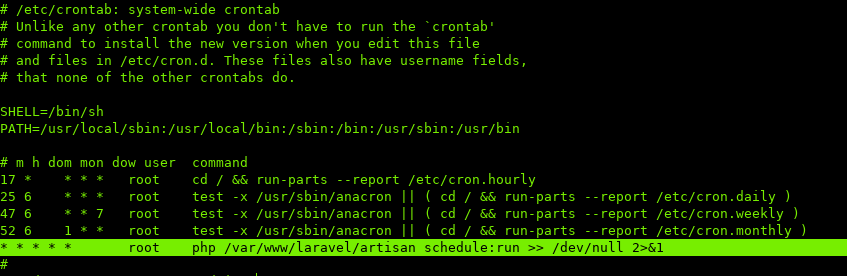 # /etc/crontab: system-wide crontab
# Unlike any other crontab you don't have to run the `crontab'
# command to install the new version when you edit this file
# and files in /etc/cron.d. These files also have username fields,
# that none of the other crontabs do.
SHELL=/bin/sh
PATH=/usr/local/sbin:/usr/local/bin:/sbin:/bin:/usr/sbin:/usr/bin
# m h dom mon dow user  command
17 *    * * *   root    cd / && run-parts --report /etc/cron.hourly
25 6    * * *   root    test -x /usr/sbin/anacron || ( cd / && run-parts --report /etc/cron.daily )
47 6    * * 7   root    test -x /usr/sbin/anacron || ( cd / && run-parts --report /etc/cron.weekly )
52 6    1 * *   root    test -x /usr/sbin/anacron || ( cd / && run-parts --report /etc/cron.monthly )
* * * * *       root    php /var/www/laravel/artisan schedule:run >> /dev/null 2>&1
#